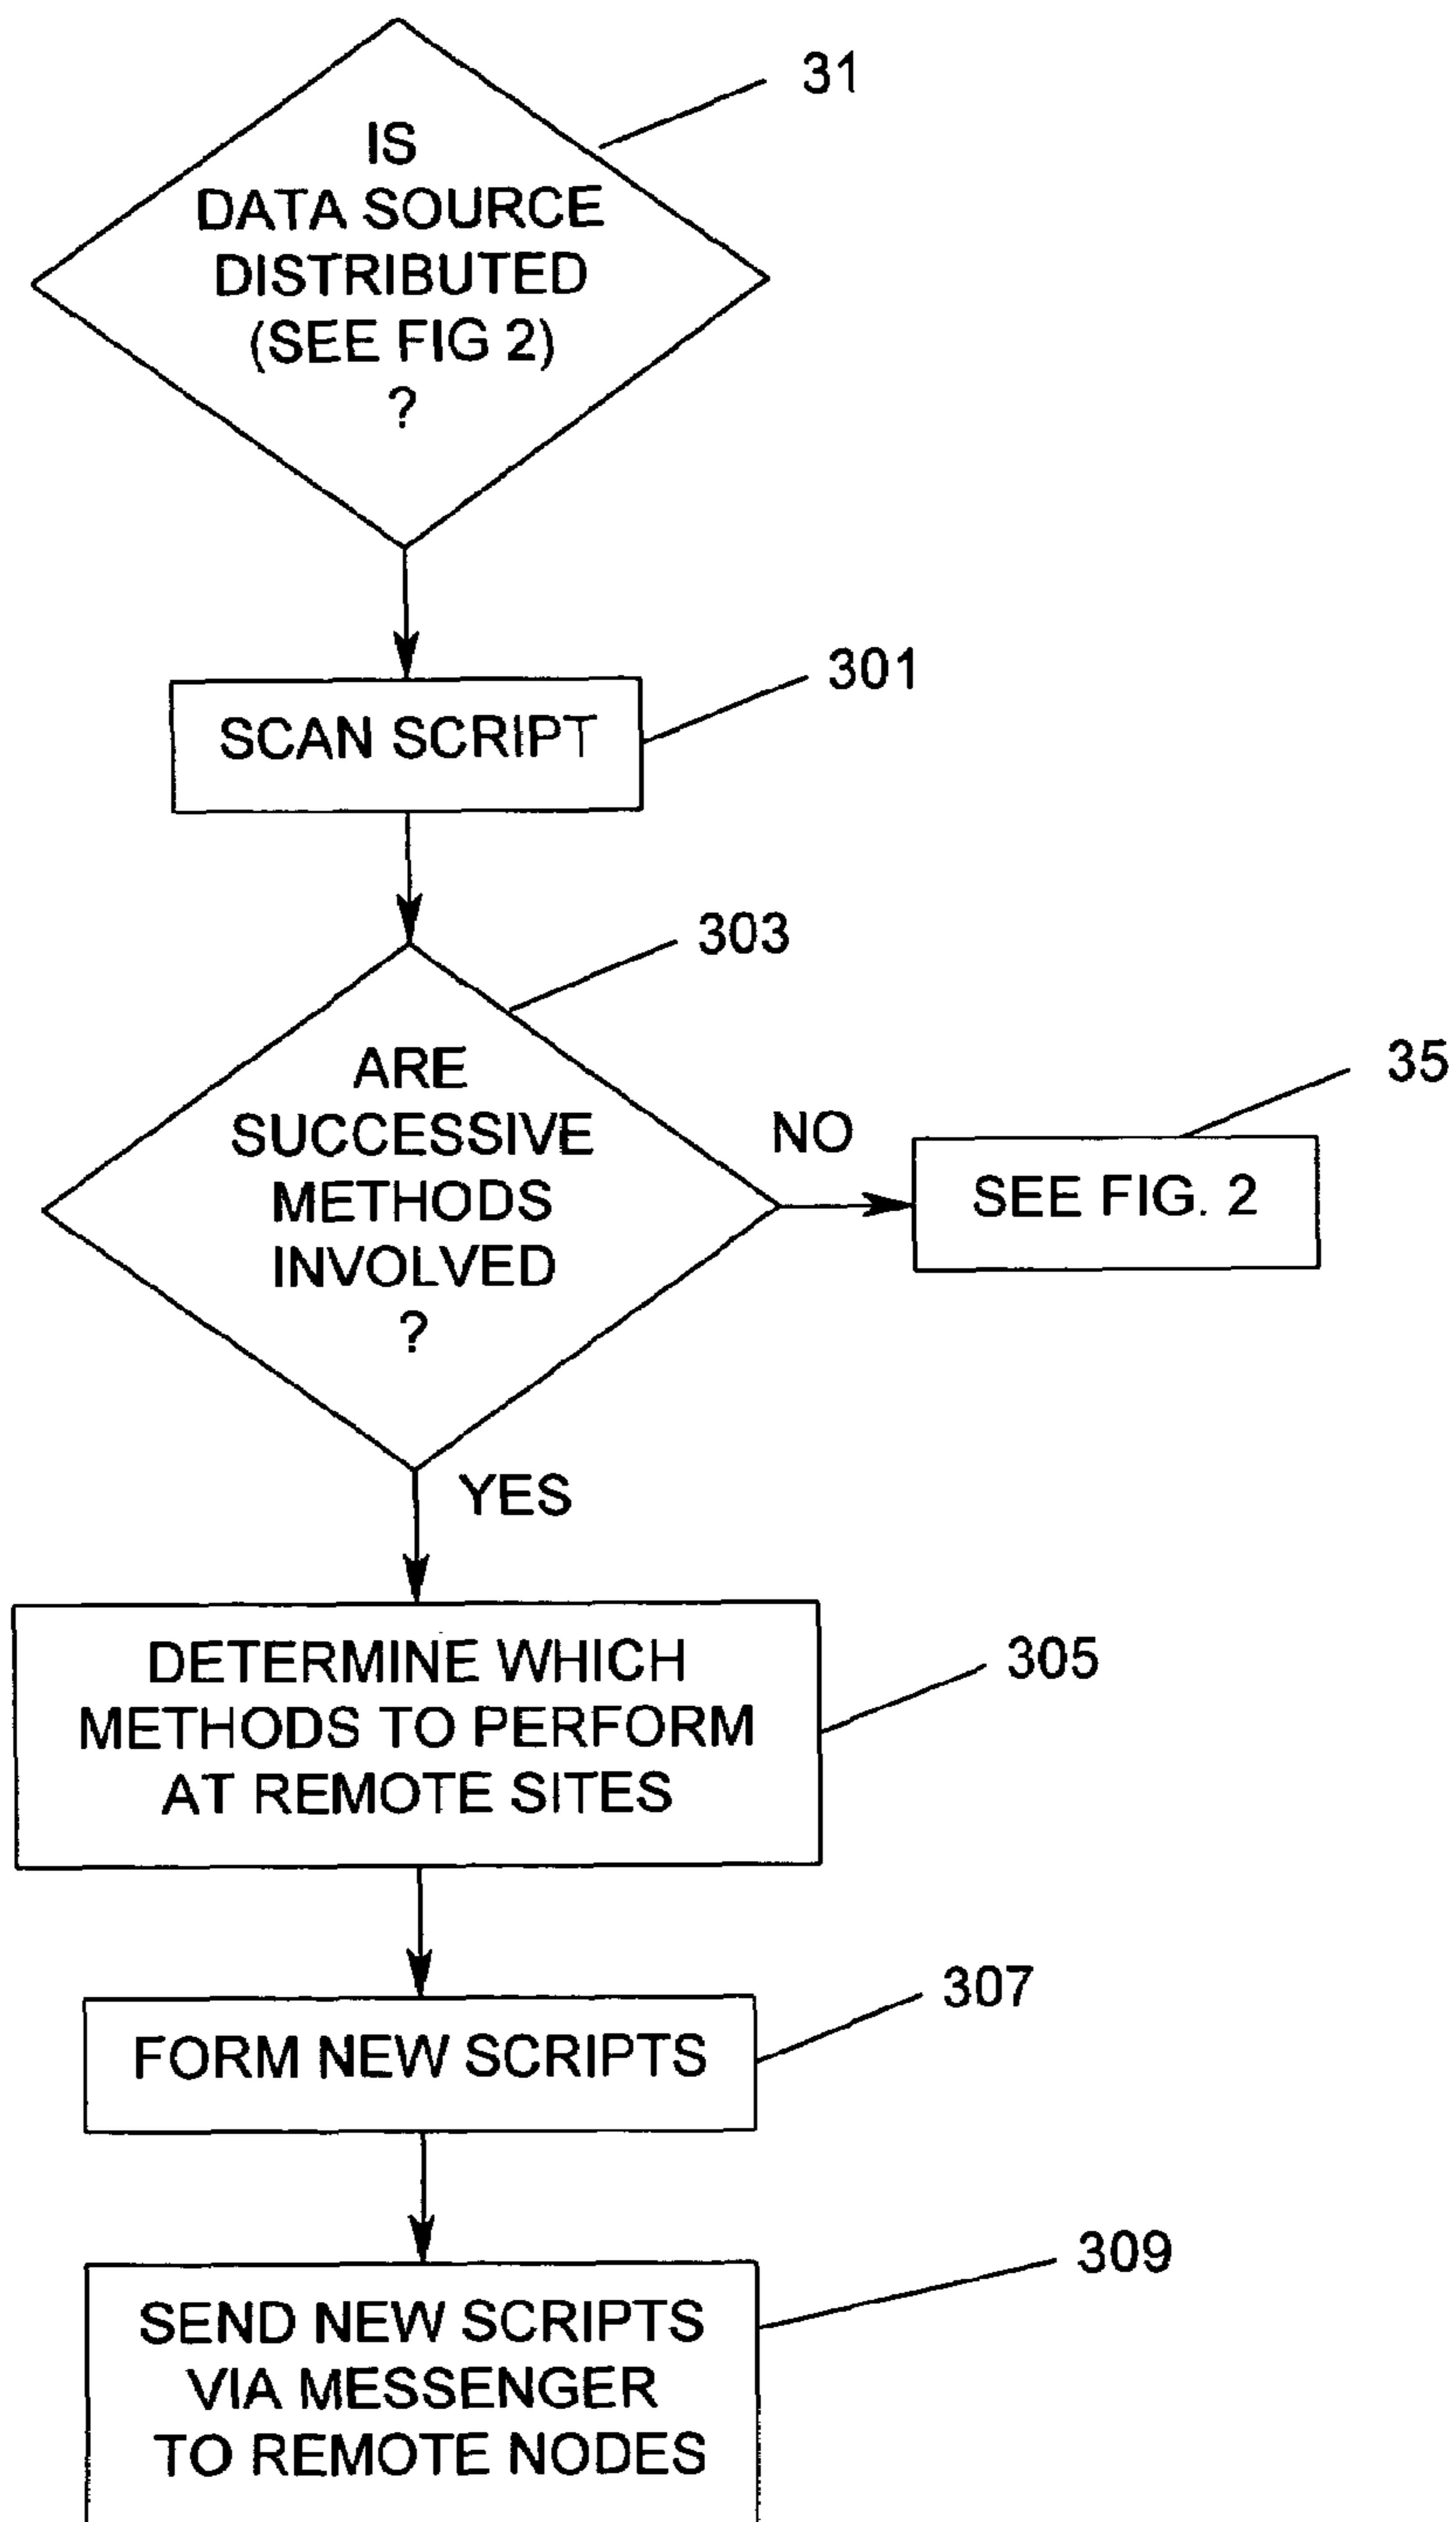 31
IS
DATA SOURCE
DISTRIBUTED
(SEE FIG 2)
?
301
SCAN SCRIPT
303
ARE
SUCCESSIVE
METHODS
INVOLVED
?
NO
35
SEE FIG. 2
YES
305
DETERMINE WHICH
METHODS TO PERFORM
AT REMOTE SITES
307
FORM NEW SCRIPTS
309
SEND NEW SCRIPTS
VIA MESSENGER
TO REMOTE NODES